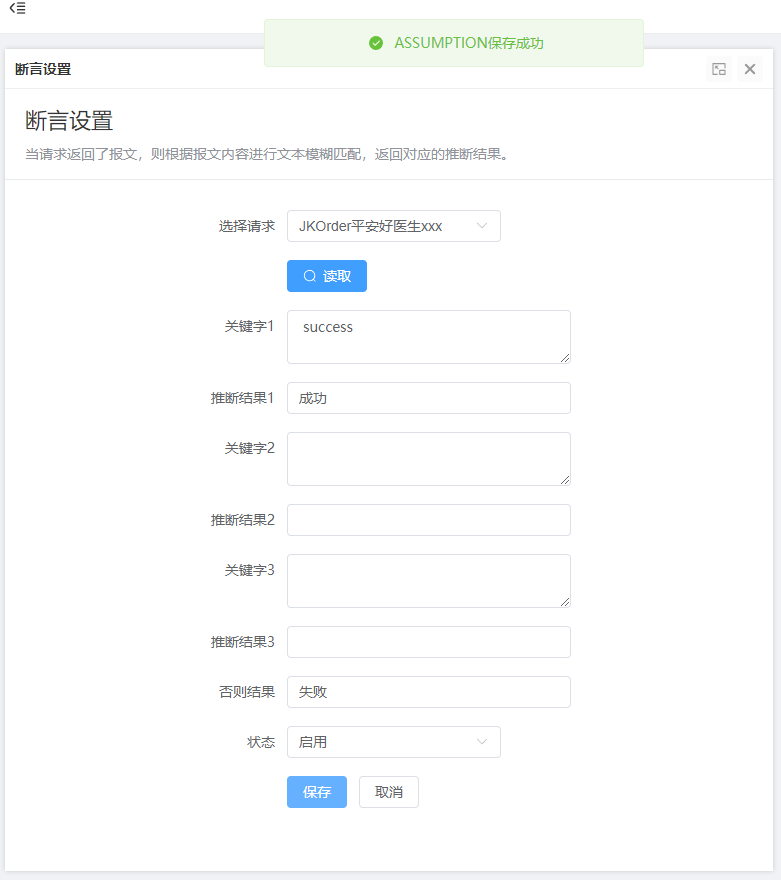 ASSUMPTION保存成功
断言设置
断言设置
当请求返回了报文，则根据报文内容进行文本模糊匹配，返回对应的推断结果。
选择请求 JKOrder平安好医生xxx
读取
关键字1 success
推断结果1 成功
关键字2
推断结果2
关键字3
推断结果3
否则结果 失败
状态 启用
保存 取消